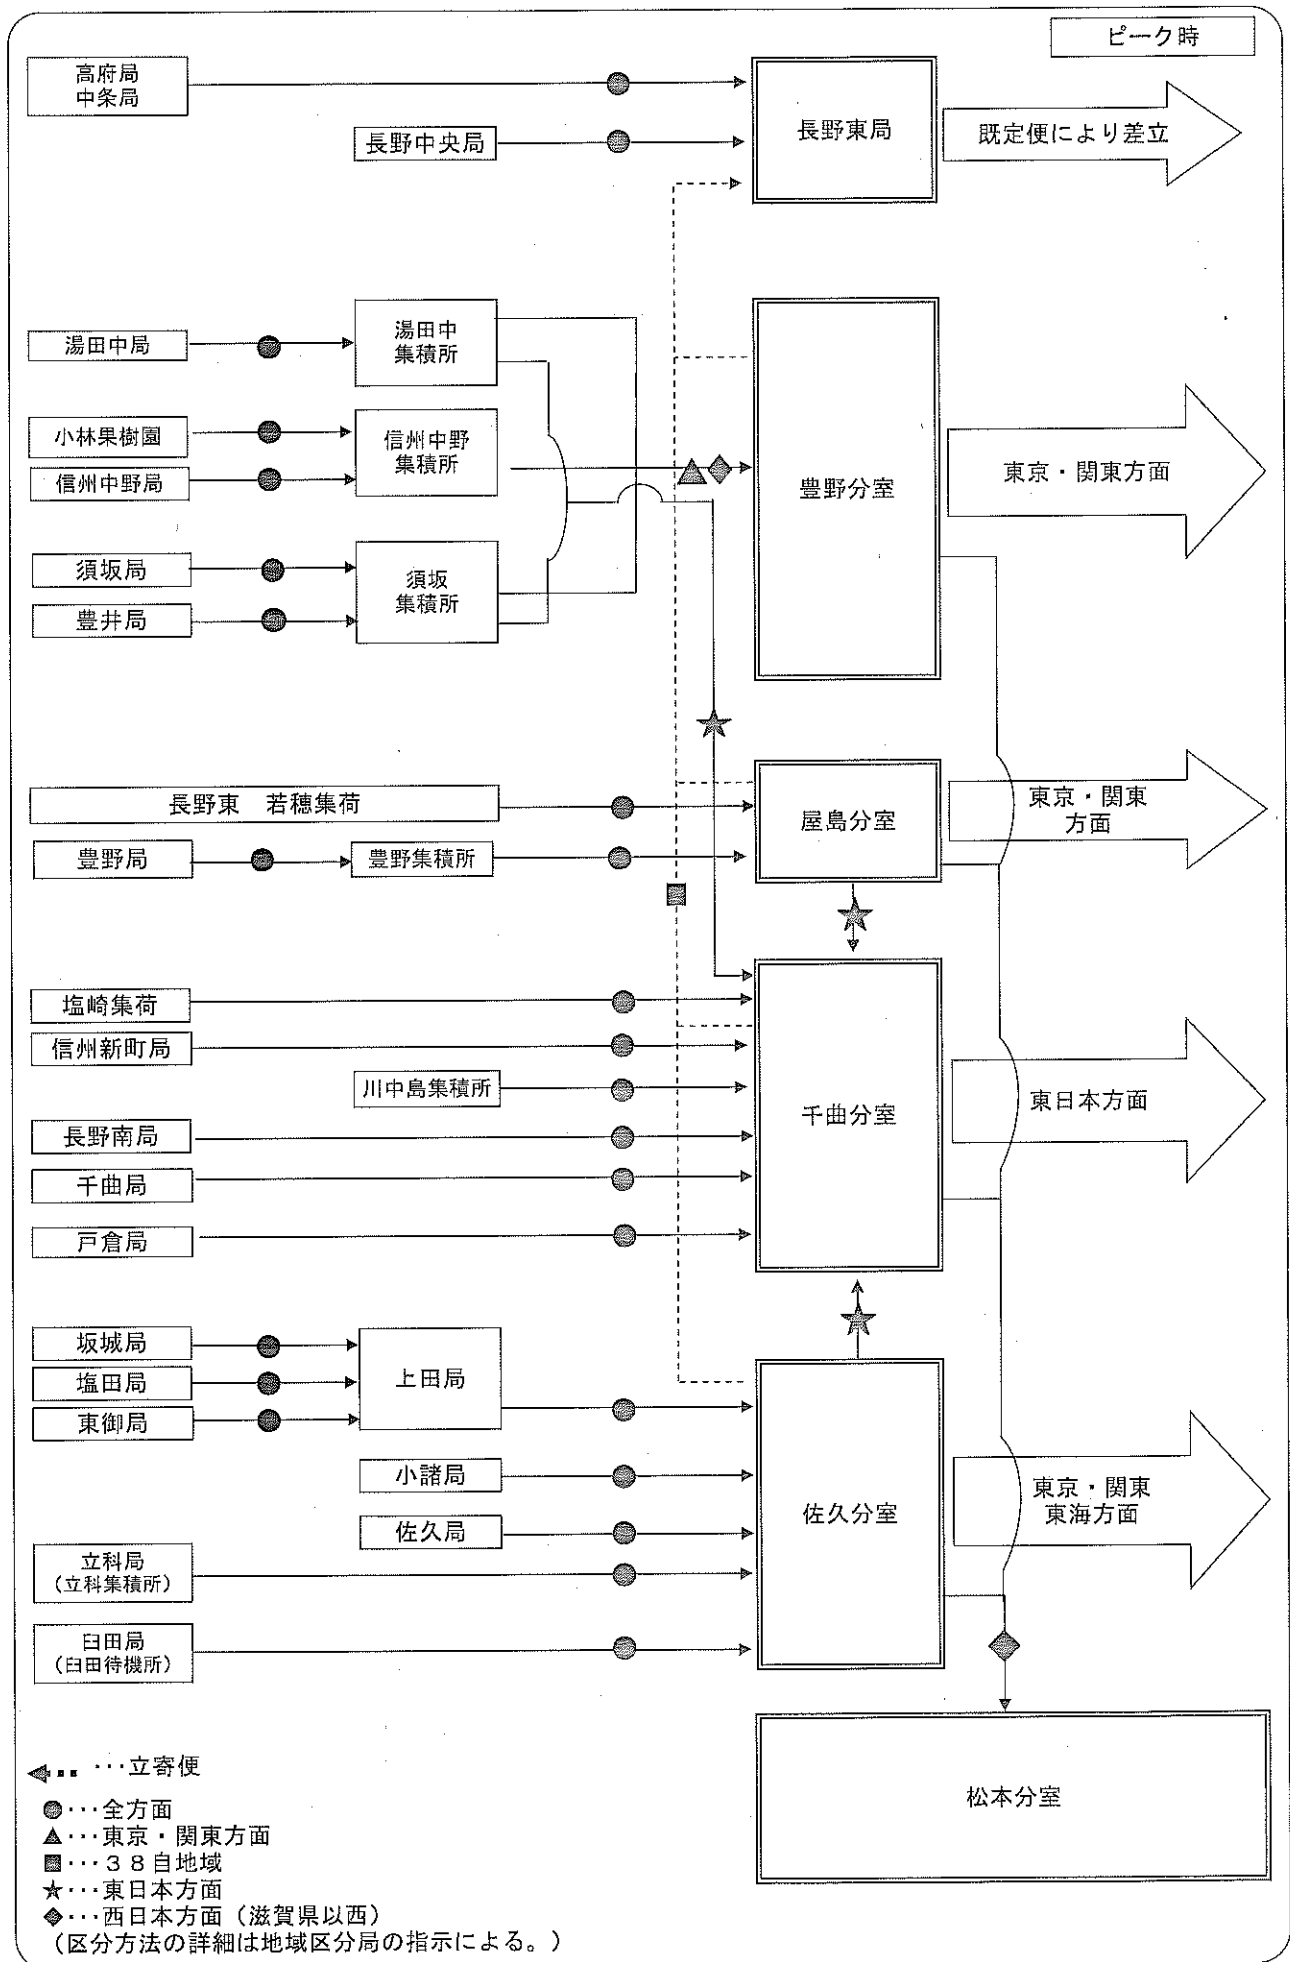 ピーク時
高府局
中条局
長野中央局
長野東局
既定便により差立
湯田中局
湯田中
集積所
小林果樹園
信州中野局
信州中野
集積所
須坂局
豊井局
須坂
集積所
豊野分室
東京・関東方面
長野東 若穂集荷
豊野局
豊野集積所
屋島分室
東京・関東
方面
塩崎集荷
信州新町局
川中島集積所
長野南局
千曲局
戸倉局
千曲分室
東日本方面
坂城局
塩田局
東御局
上田局
小諸局
佐久局
立科局
(立科集積所)
臼田局
(臼田待機所)
佐久分室
東京・関東
東海方面
松本分室
・・・立寄便
●・・・全方面
▲・・・東京・関東方面
■・・・38自地域
★・・・東日本方面
◆・・・西日本方面(滋賀県以西)
(区分方法の詳細は地域区分局の指示による。)